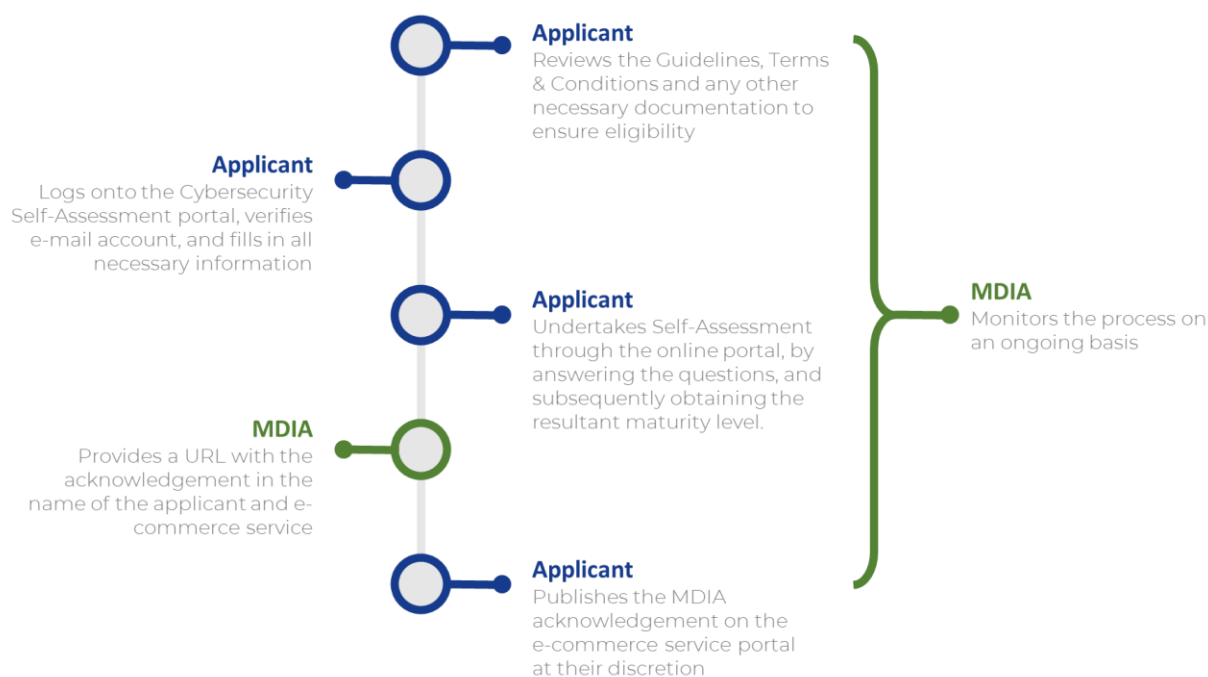 Applicant
Reviews the Guidelines, Terms
& Conditions and any other
necessary documentation to
ensure eligibility
Applicant
Logs onto the Cybersecurity
Self-Assessment portal, verifies
e-mail account, and fills in all
necessary information
Applicant
Undertakes Self-Assessment
through the online portal, by
answering the questions, and
subsequently obtaining the
resultant maturity level.
MDIA
Provides a URL with the
acknowledgement in the
name of the applicant and e-
commerce service
Applicant
Publishes the MDIA
acknowledgement on the
e-commerce service portal
at their discretion
MDIA
Monitors the process on
an ongoing basis